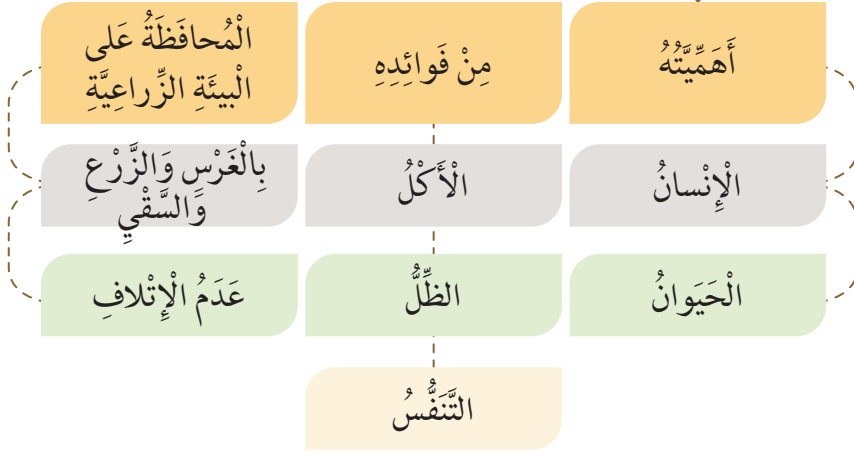 أَهَمِّيَّتُهُ
مِنْ فَوائِدِهِ
الْمُحافَظَةُ عَلى
الْبيئَةِ الزِّراعِيَّةِ
الْإِنْسانُ
الْأَكْلُ
بِالْغَرْسِ وَالزَّرْعِ
وَالسَّقْيِ
الْحَيَوانُ
الظِّلُّ
عَدَمُ الْإِتْلافِ
التَّنَفُّسُ